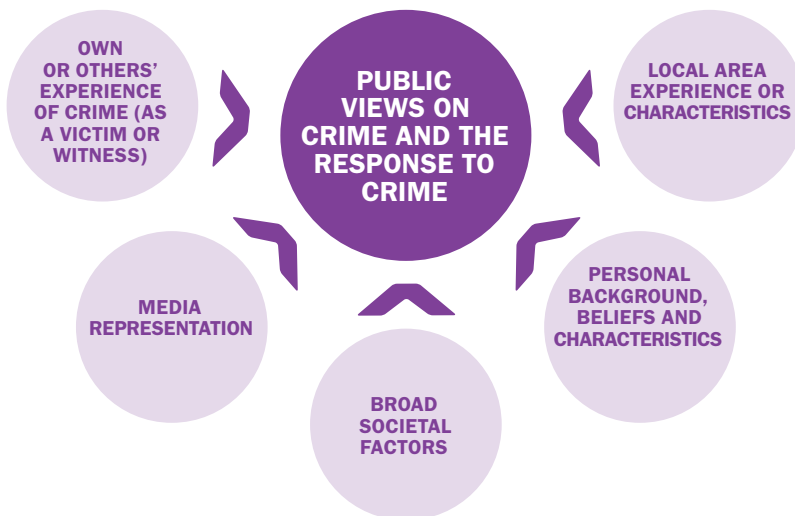 OWN
OR OTHERS’
EXPERIENCE
OF CRIME (AS
A VICTIM OR
WITNESS)
PUBLIC
VIEWS ON
CRIME AND THE
RESPONSE TO
CRIME
LOCAL AREA
EXPERIENCE OR
CHARACTERISTICS
MEDIA
REPRESENTATION
BROAD
SOCIETAL
FACTORS
PERSONAL
BACKGROUND,
BELIEFS AND
CHARACTERISTICS